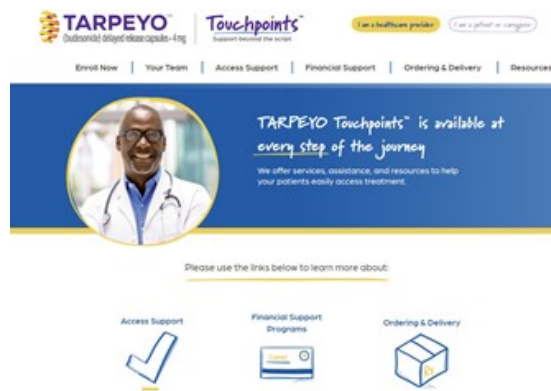 TARPEYO™
(budesonide) delayed release capsules • 4 mg
Touchpoints™
Support beyond the script
I am a healthcare provider
I am a patient or caregiver
Enroll Now | Your Team | Access Support | Financial Support | Ordering & Delivery | Resources
TARPEYO Touchpoints™ is available at
every step of the journey
We offer services, assistance, and resources to help
your patients easily access treatment.
Please use the links below to learn more about:
Access Support
Financial Support
Programs
Ordering & Delivery
Rx